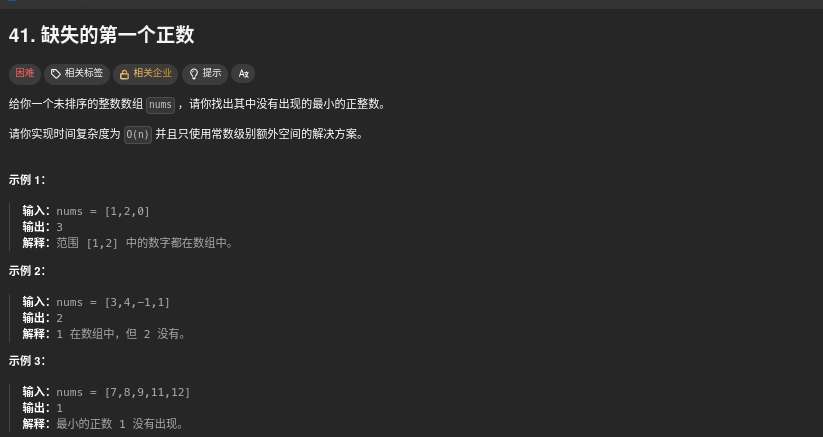 41. 缺失的第一个正数
困难 相关标签 相关企业 提示 Aa
给你一个未排序的整数数组 nums ，请你找出其中没有出现的最小的正整数。
请你实现时间复杂度为 O(n) 并且只使用常数级别额外空间的解决方案。
示例 1：
输入：nums = [1,2,0]
输出：3
解释：范围 [1,2] 中的数字都在数组中。
示例 2：
输入：nums = [3,4,-1,1]
输出：2
解释：1 在数组中，但 2 没有。
示例 3：
输入：nums = [7,8,9,11,12]
输出：1
解释：最小的正数 1 没有出现。